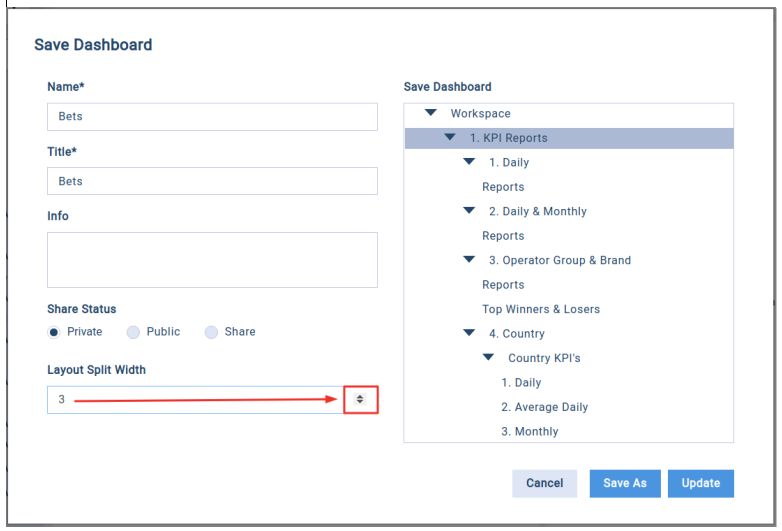 Save Dashboard
Name*
Bets
Title*
Bets
Info
Share Status
Private Public Share
Layout Split Width
3
Save Dashboard
Workspace
1. KPI Reports
1. Daily
Reports
2. Daily & Monthly
Reports
3. Operator Group & Brand
Reports
Top Winners & Losers
4. Country
Country KPI's
1. Daily
2. Average Daily
3. Monthly
Cancel Save As Update